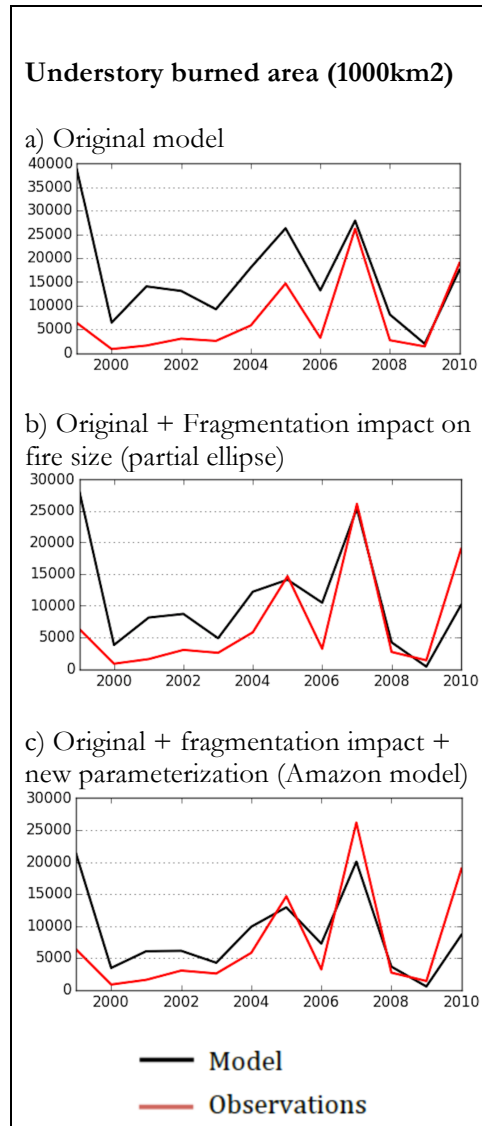 Understory burned area (1000km2)
a) Original model
40000
35000
30000
25000
20000
15000
10000
5000
0
2000 2002 2004 2006 2008 2010
b) Original + Fragmentation impact on
fire size (partial ellipse)
30000
25000
20000
15000
10000
5000
0
2000 2002 2004 2006 2008 2010
c) Original + fragmentation impact +
new parameterization (Amazon model)
30000
25000
20000
15000
10000
5000
0
2000 2002 2004 2006 2008 2010
Model
Observations